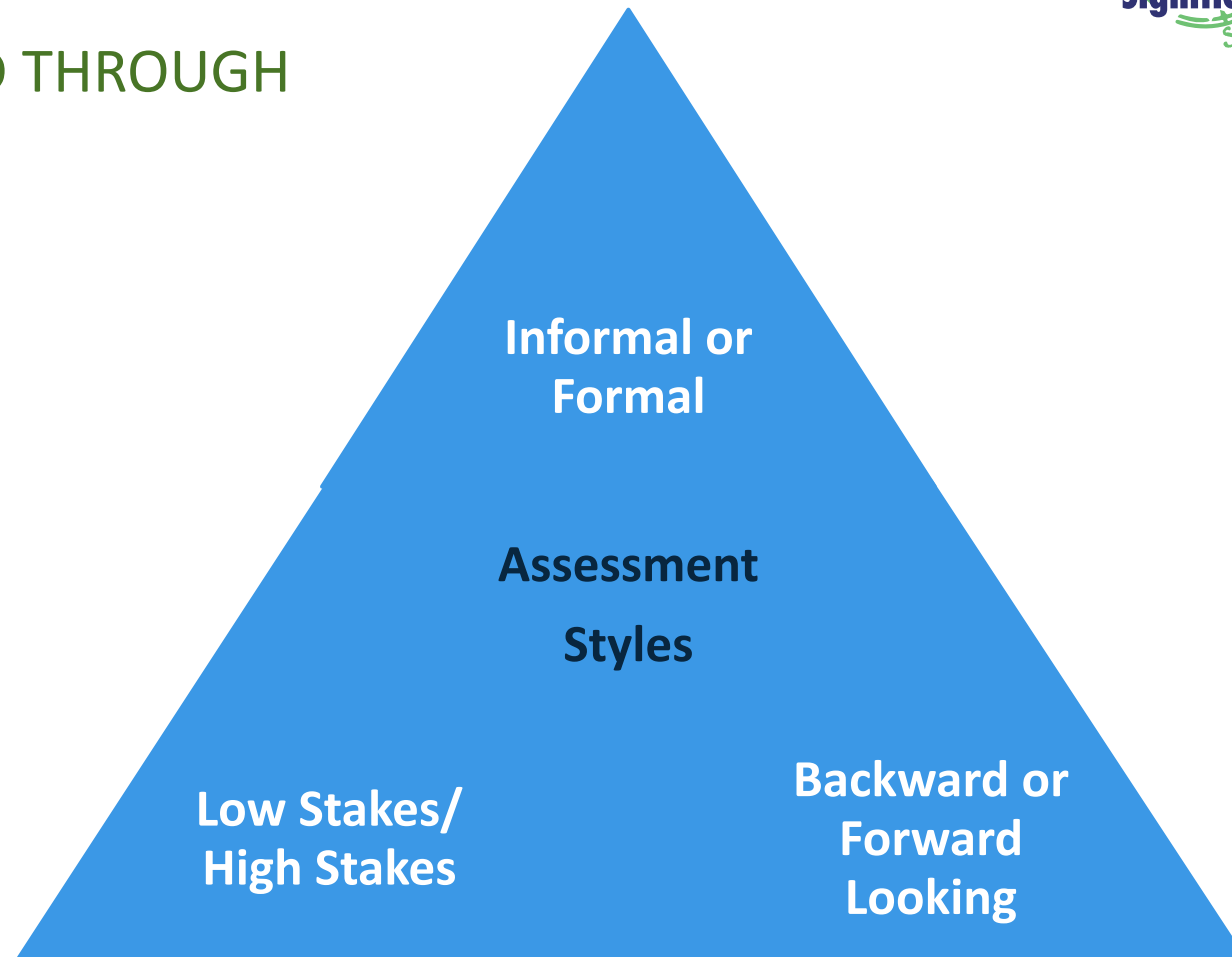 THROUGH
Informal or
Formal
Assessment
Styles
Low Stakes/
High Stakes
Backward or
Forward
Looking